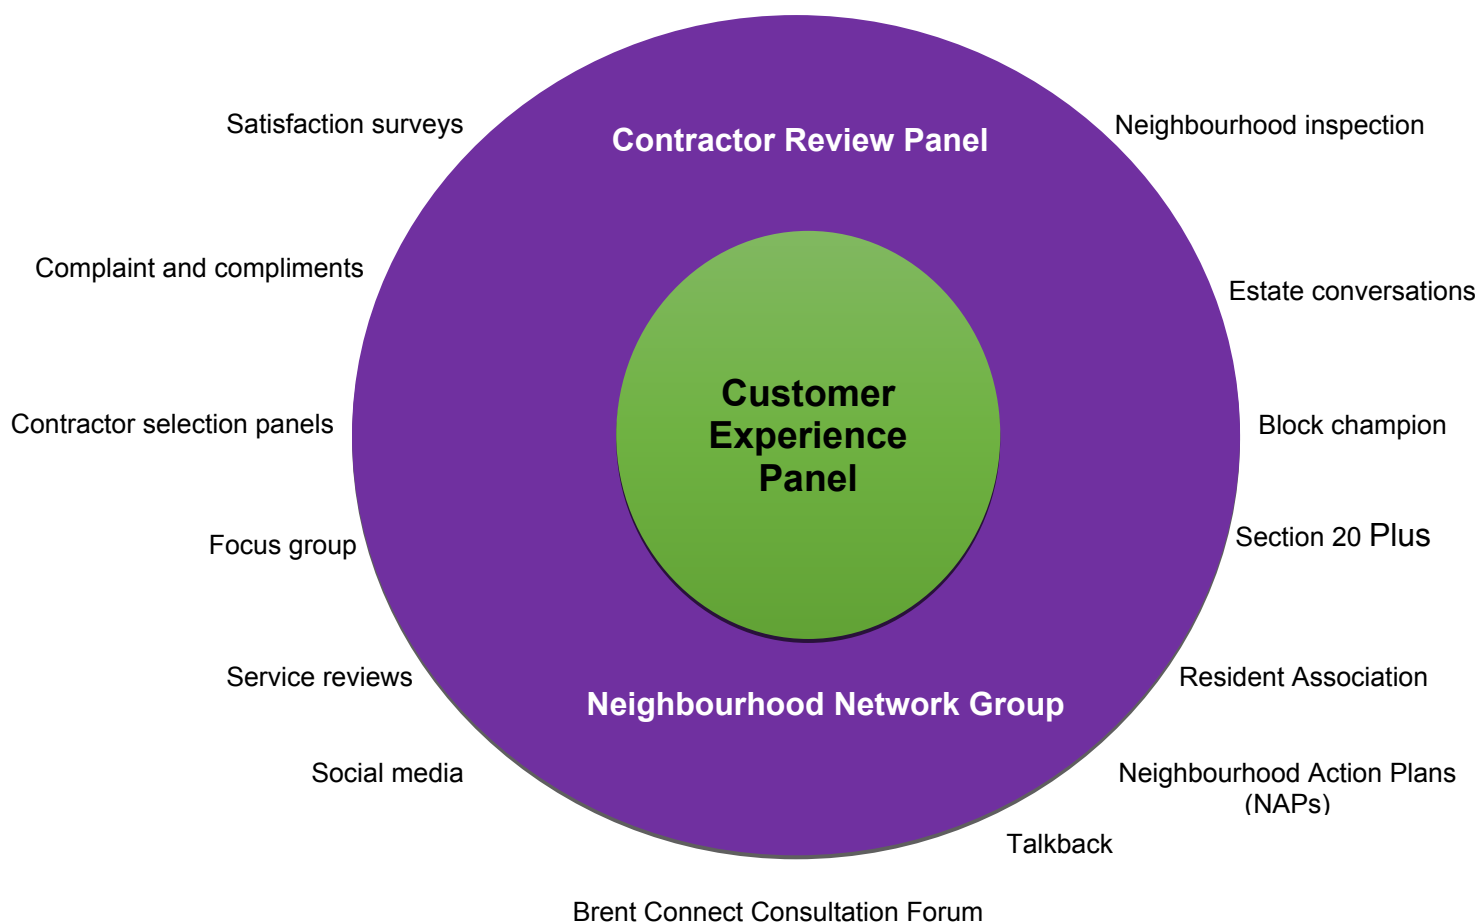 Satisfaction surveys
Contractor Review Panel
Neighbourhood inspection
Complaint and compliments
Estate conversations
Customer
Experience
Panel
Contractor selection panels
Block champion
Focus group
Section 20 Plus
Service reviews
Resident Association
Neighbourhood Network Group
Social media
Neighbourhood Action Plans
(NAPs)
Talkback
Brent Connect Consultation Forum